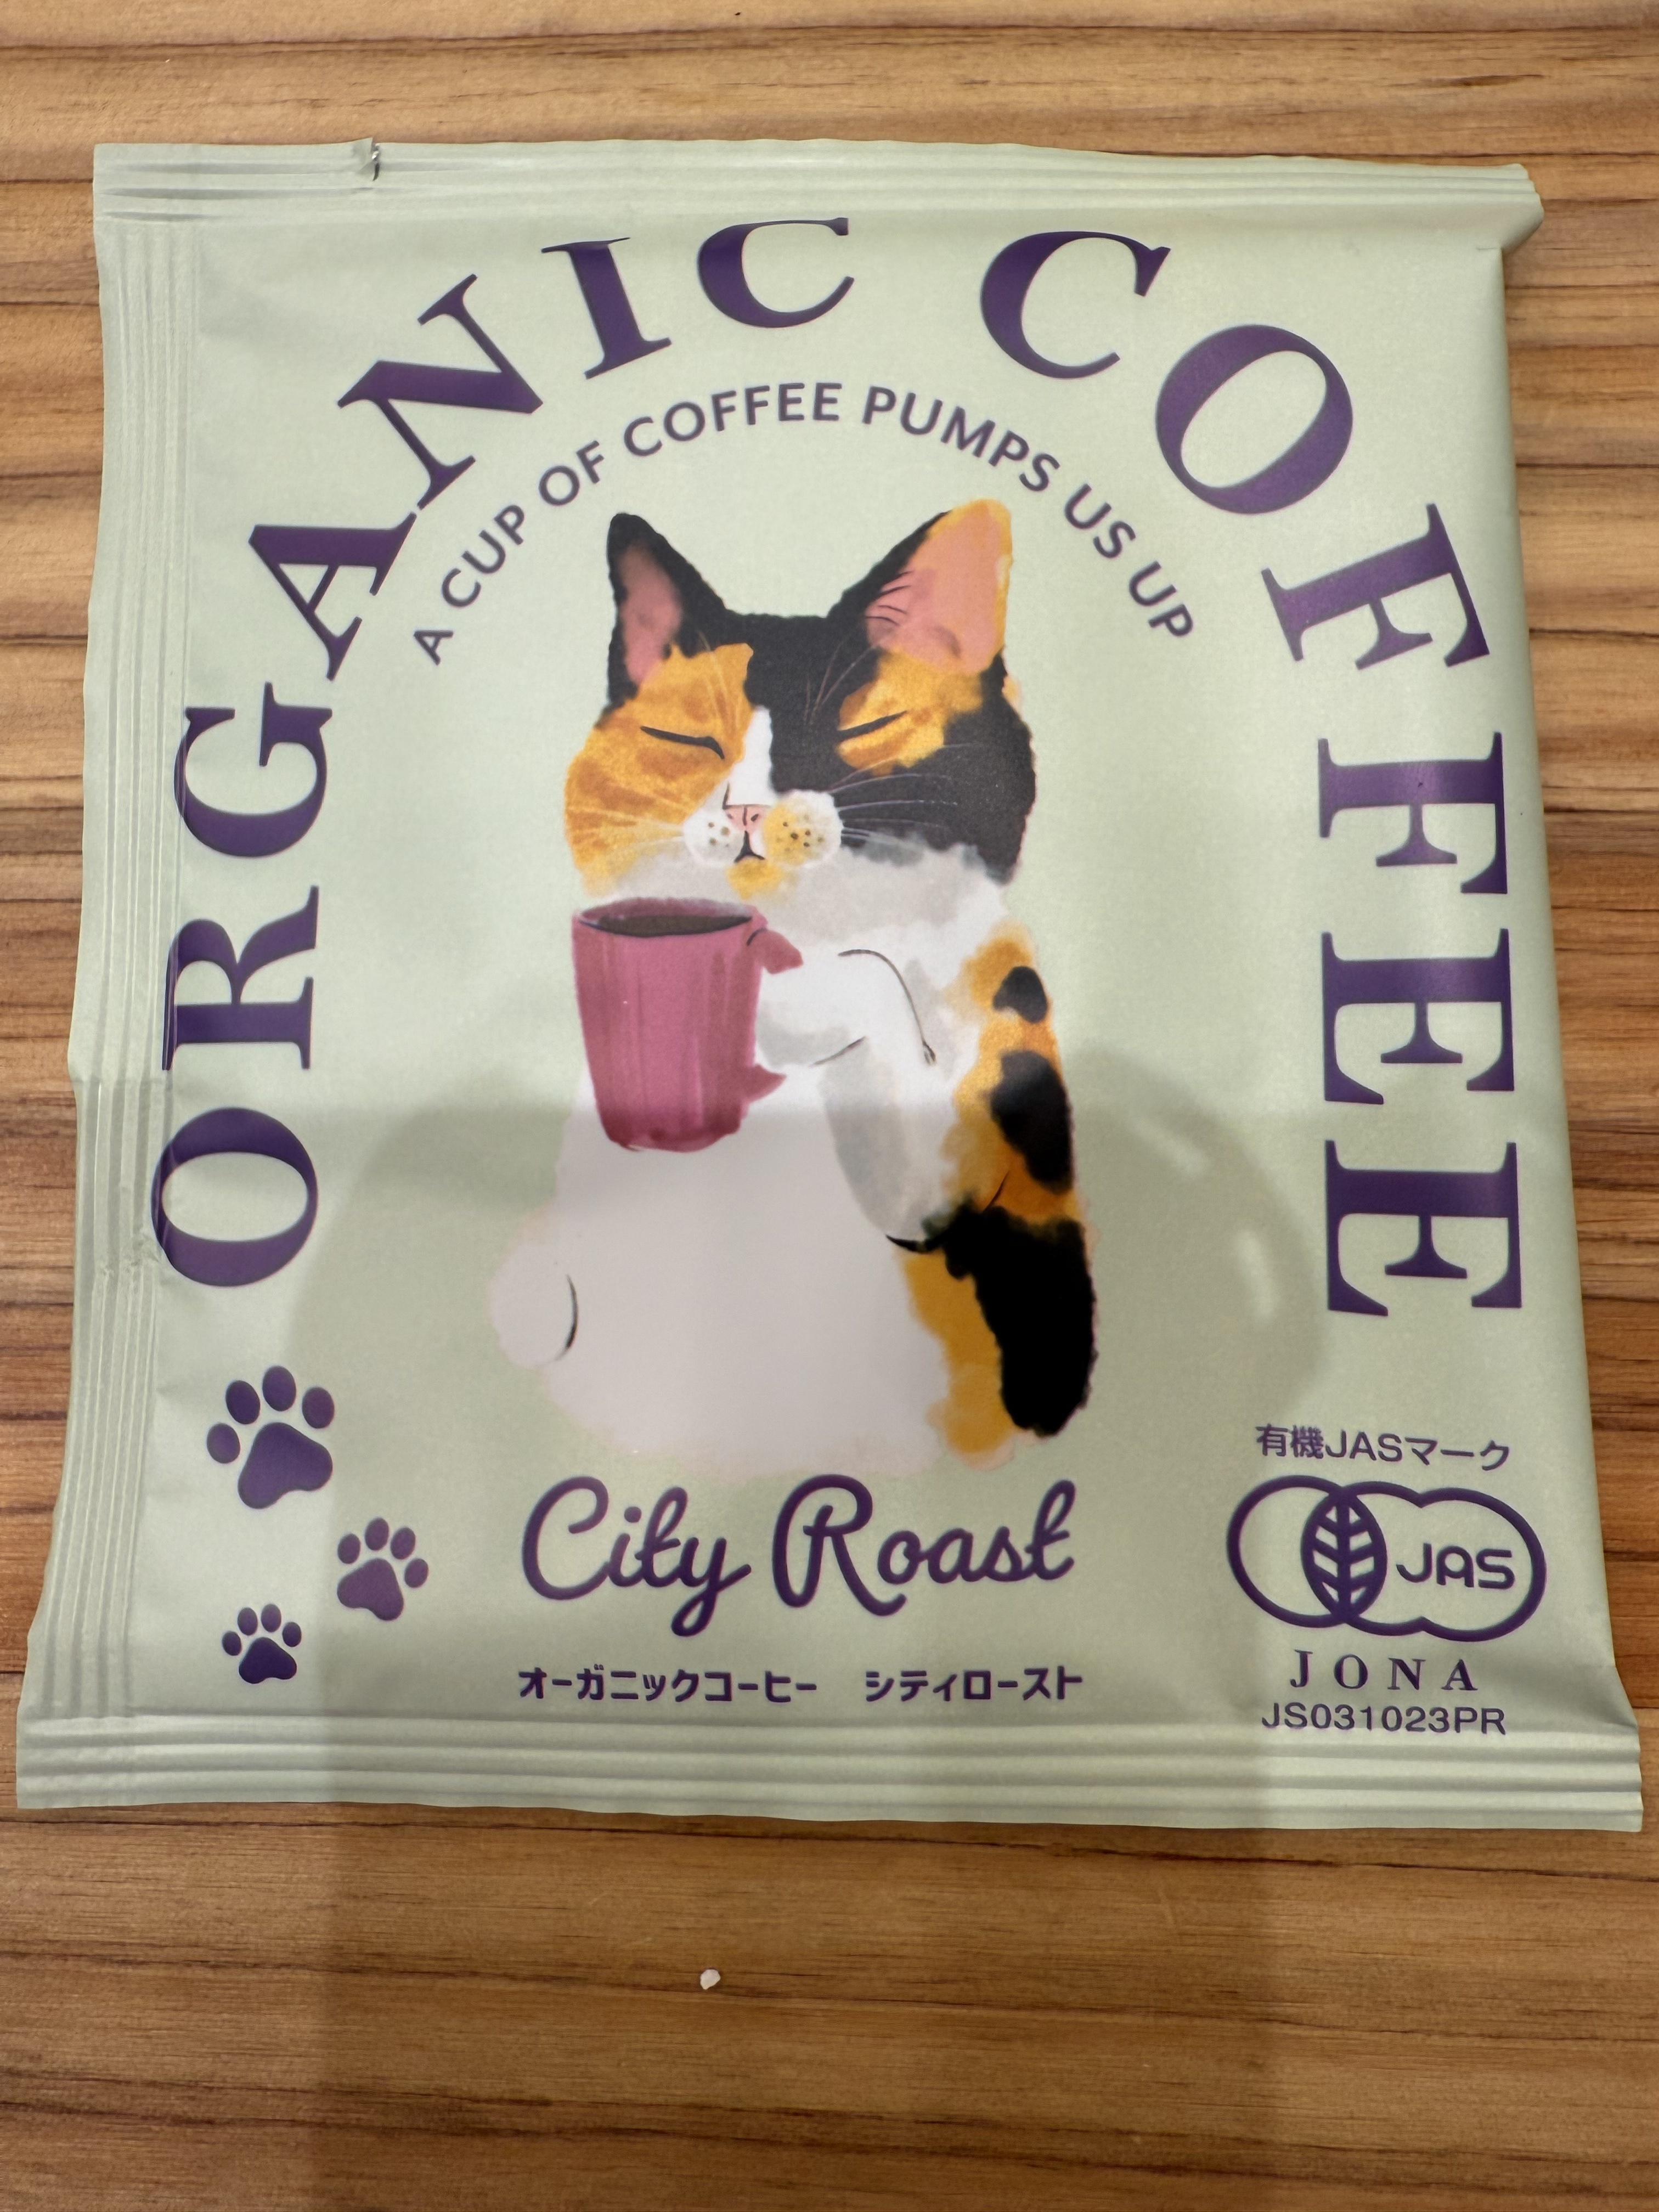 ORGANIC COFFEE
A CUP OF COFFEE PUMPS US UP
City Roast
オーガニックコーヒー シティロースト
有機JASマーク
JAS
JONA
JS031023PR